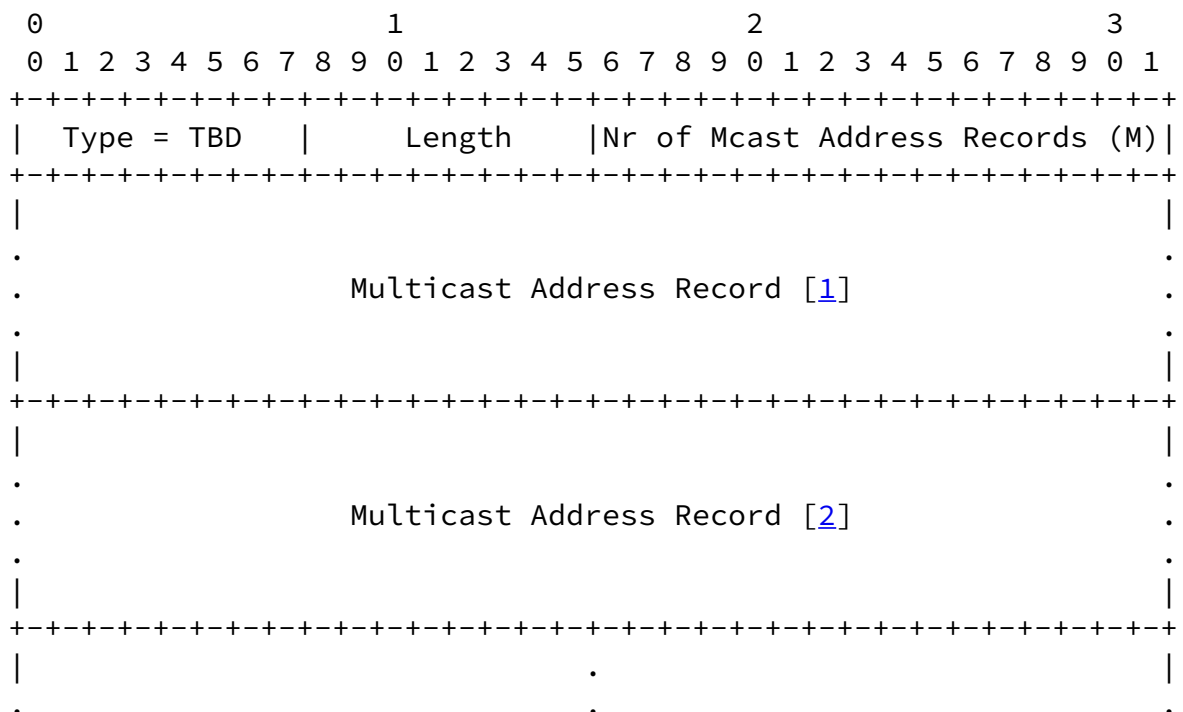 0                   1                   2                   3
0 1 2 3 4 5 6 7 8 9 0 1 2 3 4 5 6 7 8 9 0 1 2 3 4 5 6 7 8 9 0 1
+-+-+-+-+-+-+-+-+-+-+-+-+-+-+-+-+-+-+-+-+-+-+-+-+-+-+-+-+-+-+-+-+
|  Type = TBD   |     Length    |Nr of Mcast Address Records (M)|
+-+-+-+-+-+-+-+-+-+-+-+-+-+-+-+-+-+-+-+-+-+-+-+-+-+-+-+-+-+-+-+-+
|                                                               |
.                                                               .
.                  Multicast Address Record [1]                 .
.                                                               .
|                                                               |
+-+-+-+-+-+-+-+-+-+-+-+-+-+-+-+-+-+-+-+-+-+-+-+-+-+-+-+-+-+-+-+-+
|                                                               |
.                                                               .
.                  Multicast Address Record [2]                 .
.                                                               .
|                                                               |
+-+-+-+-+-+-+-+-+-+-+-+-+-+-+-+-+-+-+-+-+-+-+-+-+-+-+-+-+-+-+-+-+
|                               .                               |
.                               .                               .